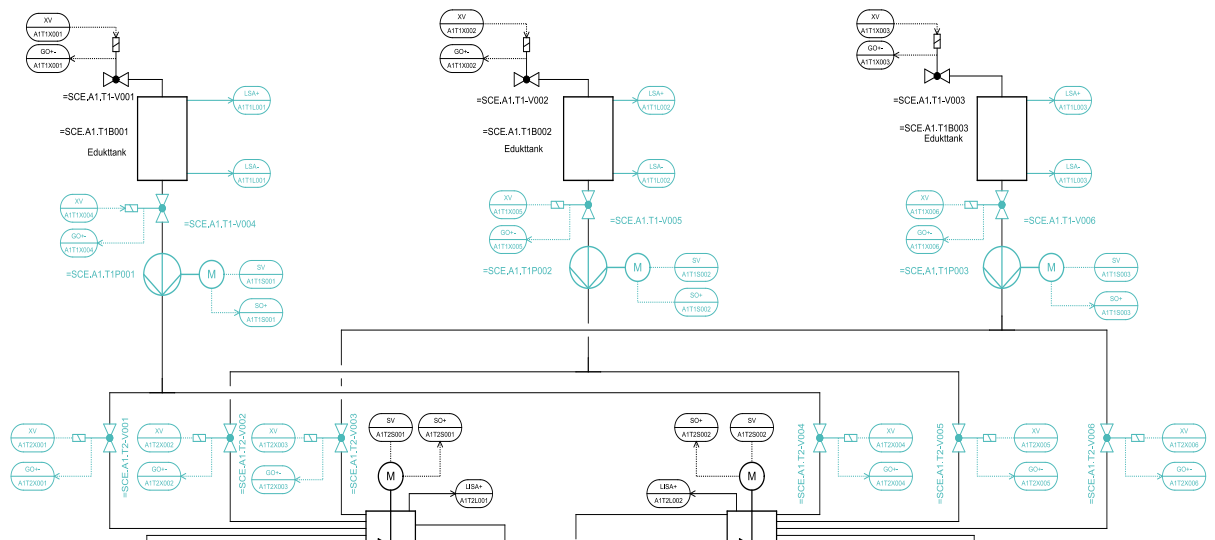 XV
A1T1X001
GO+-
A1T1X001
=SCE.A1.T1-V001
=SCE.A1.T1B001
Edukttank
LSA+
A1T1L001
LSA-
A1T1L001
XV
A1T1X004
GO+-
A1T1X004
=SCE.A1.T1-V004
=SCE.A1.T1P001
M
SV
A1T1S001
SO+
A1T1S001
XV
A1T1X002
GO+-
A1T1X002
=SCE.A1.T1-V002
=SCE.A1.T1B002
Edukttank
LSA+
A1T1L002
LSA-
A1T1L002
XV
A1T1X005
GO+-
A1T1X005
=SCE.A1.T1-V005
=SCE.A1.T1P002
M
SV
A1T1S002
SO+
A1T1S002
XV
A1T1X003
GO+-
A1T1X003
=SCE.A1.T1-V003
=SCE.A1.T1B003
Edukttank
LSA+
A1T1L003
LSA-
A1T1L003
XV
A1T1X006
GO+-
A1T1X006
=SCE.A1.T1-V006
=SCE.A1.T1P003
M
SV
A1T1S003
SO+
A1T1S003
XV
A1T2X001
GO+-
A1T2X001
=SCE.A1.T2-V001
XV
A1T2X002
GO+-
A1T2X002
=SCE.A1.T2-V002
XV
A1T2X003
GO+-
A1T2X003
=SCE.A1.T2-V003
SV
A1T2S001
SO+
A1T2S001
M
LISA+
A1T2L001
SO+
A1T2S002
SV
A1T2S002
M
LISA+
A1T2L002
=SCE.A1.T2-V004
XV
A1T2X004
GO+-
A1T2X004
=SCE.A1.T2-V005
XV
A1T2X005
GO+-
A1T2X005
=SCE.A1.T2-V006
XV
A1T2X006
GO+-
A1T2X006